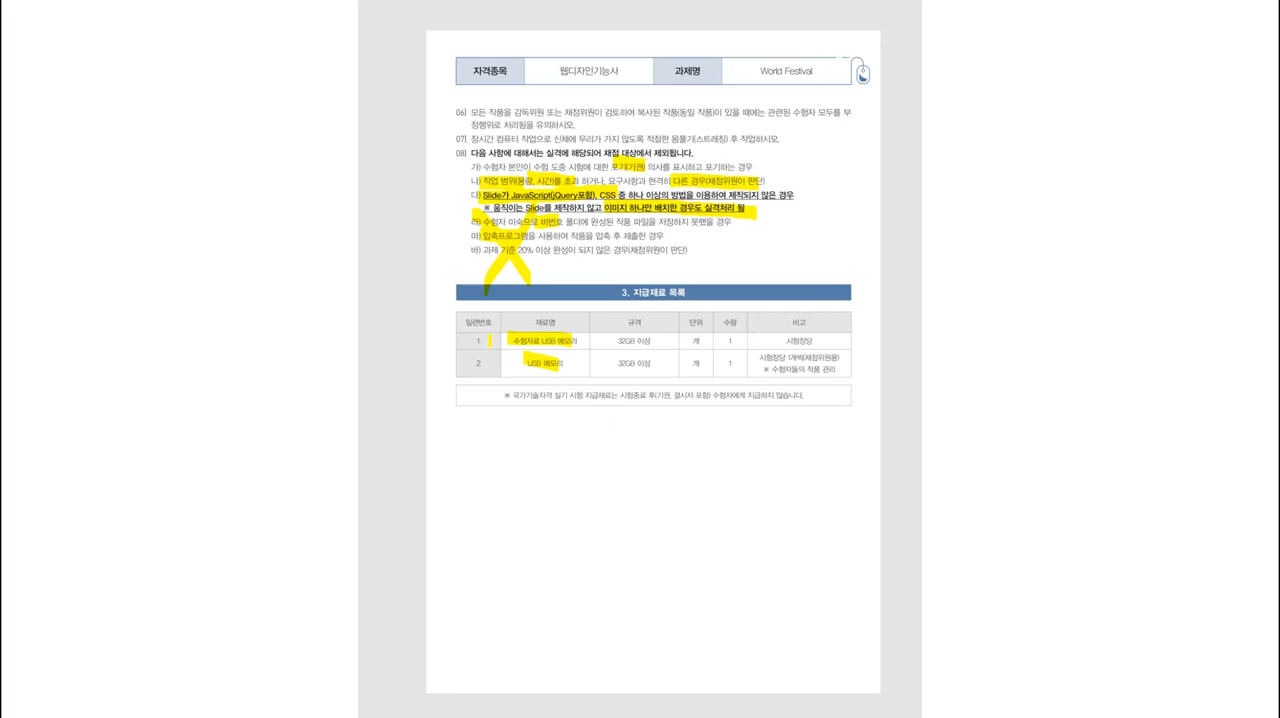 자격종목 웹디자인기능사 과제명 World Festival
06) 모든 작품을 감독위원 또는 채점위원이 검토하여 복사된 작품(동일 작품)이 있을 때에는 관련된 수험자 모두를 부
정행위로 처리됨을 유의하시오.
07) 장시간 컴퓨터 작업으로 신체에 무리가 가지 않도록 적절한 몸풀기(스트레칭) 후 작업하시오.
08) 다음 사항에 대해서는 실격에 해당되어 채점 대상에서 제외됩니다.
가) 수험자 본인이 수험 도중 시험에 대한 포기(기권) 의사를 표시하고 포기하는 경우
나) 작업 범위(용량, 시간)를 초과 하거나, 요구사항과 현격히 다른 경우(채점위원이 판단)
다) Slide가 JavaScript(jQuery포함), CSS 중 하나 이상의 방법을 이용하여 제작되지 않은 경우
※ 움직이는 Slide를 제작하지 않고 이미지 하나만 배치한 경우도 실격처리 됨
라) 수험자 미숙으로 비번호 폴더에 완성된 작품 파일을 저장하지 못했을 경우
마) 압축프로그램을 사용하여 작품을 압축 후 제출한 경우
바) 과제 기준 20% 이상 완성이 되지 않은 경우(채점위원이 판단)
3. 지급재료 목록
일련번호 재료명 규격 단위 수량 비고
1 수험자료 USB 메모리 32GB 이상 개 1 시험장당
2 USB 메모리 32GB 이상 개 1 시험장당 1개씩(채점위원용)
※ 수험자들의 작품 관리
※ 국가기술자격 실기 시험 지급재료는 시험종료 후(기권, 결시자 포함) 수험자에게 지급하지 않습니다.